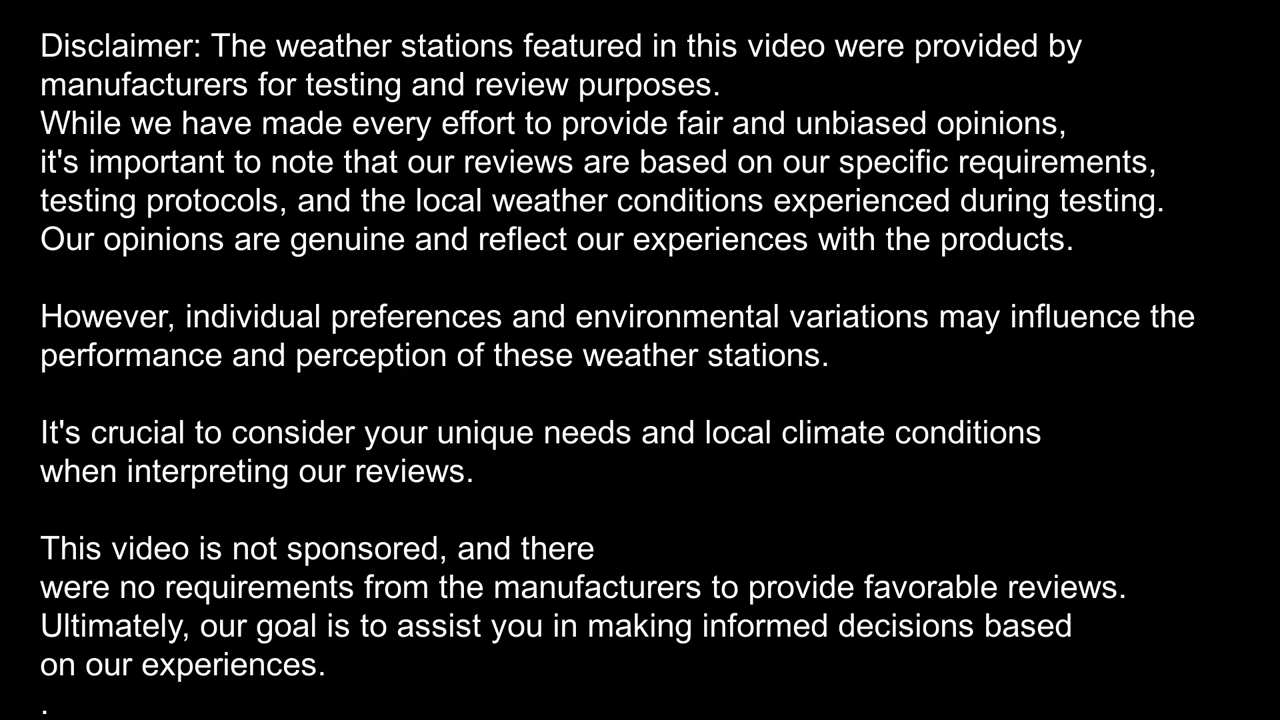 Disclaimer: The weather stations featured in this video were provided by
manufacturers for testing and review purposes.
While we have made every effort to provide fair and unbiased opinions,
it's important to note that our reviews are based on our specific requirements,
testing protocols, and the local weather conditions experienced during testing.
Our opinions are genuine and reflect our experiences with the products.
However, individual preferences and environmental variations may influence the
performance and perception of these weather stations.
It's crucial to consider your unique needs and local climate conditions
when interpreting our reviews.
This video is not sponsored, and there
were no requirements from the manufacturers to provide favorable reviews.
Ultimately, our goal is to assist you in making informed decisions based
on our experiences.
.